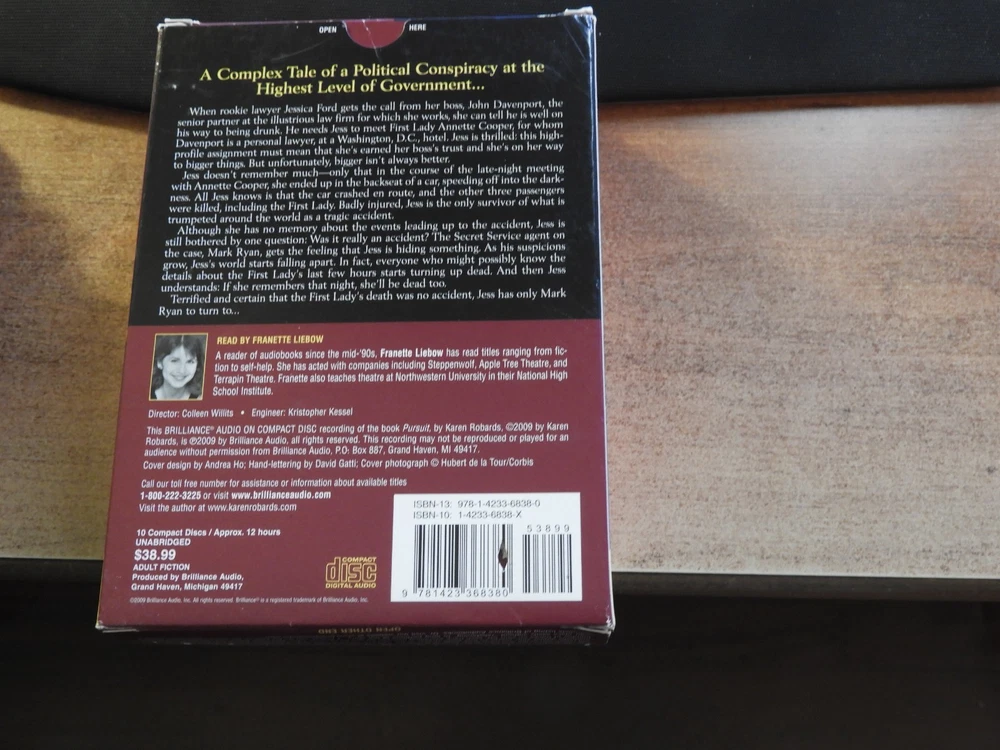 OPEN HERE
A Complex Tale of a Political Conspiracy at the
Highest Level of Government...
When rookie lawyer Jessica Ford gets the call from her boss, John Davenport, the
senior partner at the illustrious law firm for which she works, she can tell he is well on
his way to being drunk. He needs Jess to meet First Lady Annette Cooper, for whom
Davenport is a personal lawyer, at a Washington, D.C., hotel. Jess is thrilled: this high-
profile assignment must mean that she's earned her boss's trust and she's on her way
to bigger things. But unfortunately, bigger isn't always better.
Jess doesn't remember much—only that in the course of the late-night meeting
with Annette Cooper, she ended up in the backseat of a car, speeding off into the dark-
ness. All Jess knows is that the car crashed en route, and the other three passengers
were killed, including the First Lady. Badly injured, Jess is the only survivor of what is
trumpeted around the world as a tragic accident.
Although she has no memory about the events leading up to the accident, Jess is
still bothered by one question: Was it really an accident? The Secret Service agent on
the case, Mark Ryan, gets the feeling that Jess is hiding something. As his suspicions
grow, Jess's world starts falling apart. In fact, everyone who might possibly know the
details about the First Lady's last few hours starts turning up dead. And then Jess
understands: If she remembers that night, she'll be dead too.
Terrified and certain that the First Lady's death was no accident, Jess has only Mark
Ryan to turn to...
READ BY FRANETTE LIEBOW
A reader of audiobooks since the mid-'90s, Franette Liebow has read titles ranging from fic-
tion to self-help. She has acted with companies including Steppenwolf, Apple Tree Theatre, and
Terrapin Theatre. Franette also teaches theatre at Northwestern University in their National High
School Institute.
Director: Colleen Willits • Engineer: Kristopher Kessel
This BRILLIANCE® AUDIO ON COMPACT DISC recording of the book Pursuit, by Karen Robards, ©2009 by Karen
Robards, is ℗2009 by Brilliance Audio, all rights reserved. This recording may not be reproduced or played for an
audience without permission from Brilliance Audio, P.O. Box 887, Grand Haven, MI 49417.
Cover design by Andrea Ho; Hand-lettering by David Gatti; Cover photograph © Hubert de la Tour/Corbis
Call our toll free number for assistance or information about available titles
1-800-222-3225 or visit www.brillianceaudio.com
Visit the author at www.karenrobards.com
10 Compact Discs / Approx. 12 hours
UNABRIDGED
$38.99
ADULT FICTION
Produced by Brilliance Audio,
Grand Haven, Michigan 49417
©2009 Brilliance Audio, Inc. All rights reserved. Brilliance® is a registered trademark of Brilliance Audio, Inc.
COMPACT
disc
DIGITAL AUDIO
ISBN-13: 978-1-4233-6838-0
ISBN-10: 1-4233-6838-X
53899
9 781423 368380
OPEN OTHER END